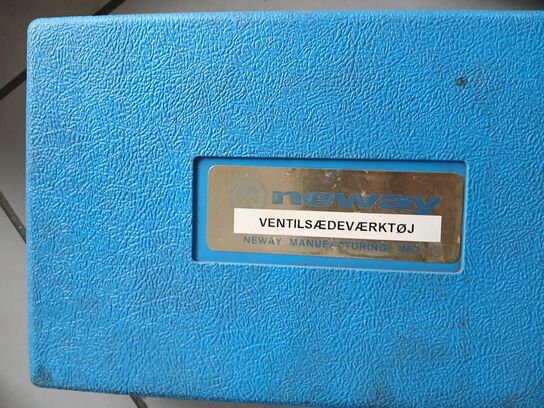 neway
VENTILSÆDEVÆRKTØJ
NEWAY MANUFACTURING, INC.